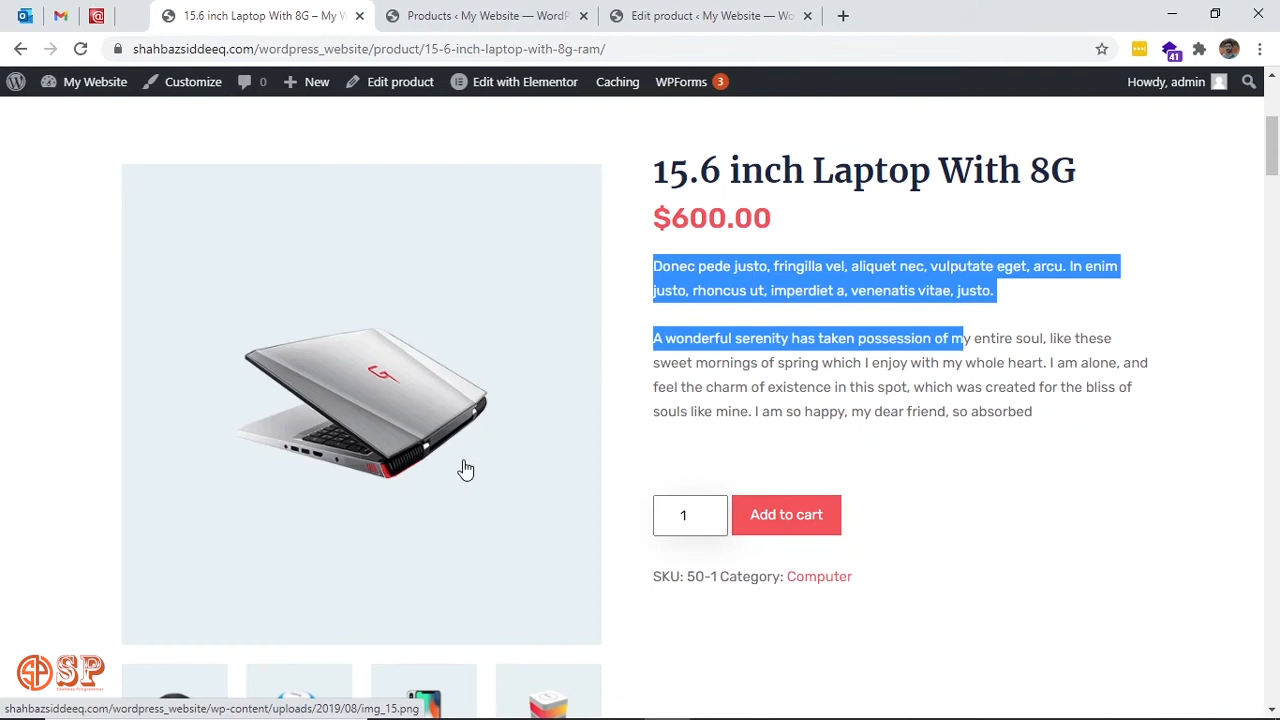 15.6 inch Laptop With 8G – My W
Products ‹ My Website — WordP
Edit product ‹ My Website — Wo
shahbazsiddeeq.com/wordpress_website/product/15-6-inch-laptop-with-8g-ram/
41
My Website
Customize
0
New
Edit product
Edit with Elementor
Caching
WPForms 3
Howdy, admin
15.6 inch Laptop With 8G
$600.00
Donec pede justo, fringilla vel, aliquet nec, vulputate eget, arcu. In enim
justo, rhoncus ut, imperdiet a, venenatis vitae, justo.
A wonderful serenity has taken possession of my entire soul, like these
sweet mornings of spring which I enjoy with my whole heart. I am alone, and
feel the charm of existence in this spot, which was created for the bliss of
souls like mine. I am so happy, my dear friend, so absorbed
1
Add to cart
SKU: 50-1 Category: Computer
SP
Shahbaz Programmer
shahbazsiddeeq.com/wordpress_website/wp-content/uploads/2019/08/img_15.png